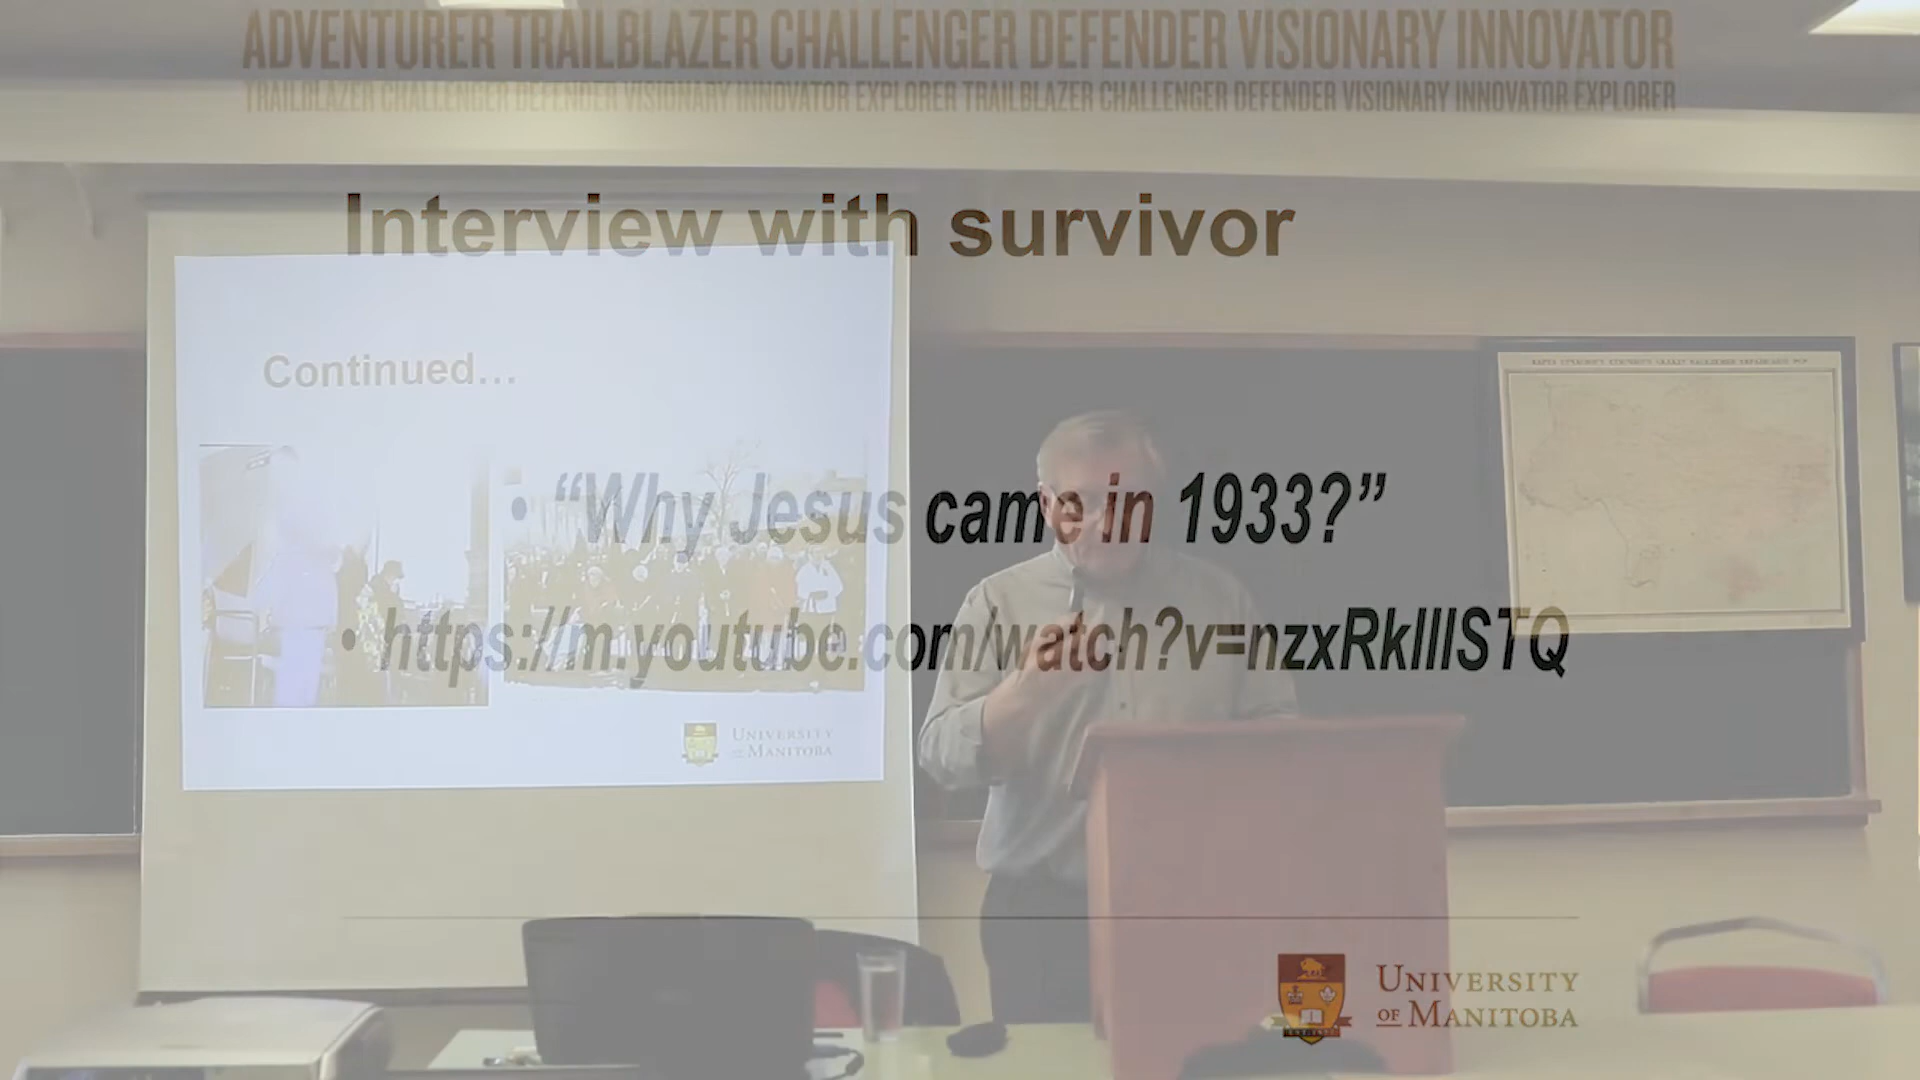 ADVENTURER TRAILBLAZER CHALLENGER DEFENDER VISIONARY INNOVATOR
TRAILBLAZER CHALLENGER DEFENDER VISIONARY INNOVATOR EXPLORER TRAILBLAZER CHALLENGER DEFENDER VISIONARY INNOVATOR EXPLORER
Interview with survivor
Continued...
• “Why Jesus came in 1933?”
• https://m.youtube.com/watch?v=nzxRkIIISTQ
UNIVERSITY
OF MANITOBA
UNIVERSITY
OF MANITOBA